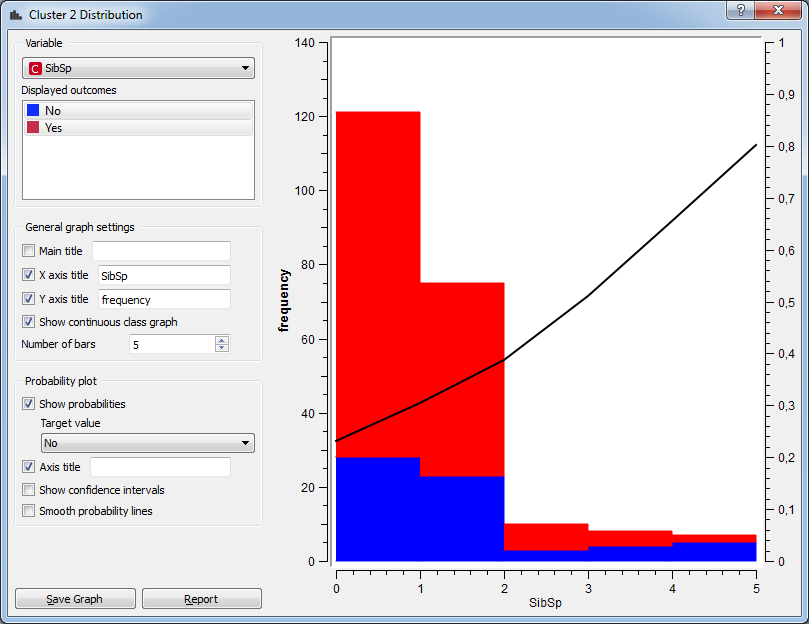 Cluster 2 Distribution
?
Variable
C SibSp
Displayed outcomes
No
Yes
General graph settings
Main title
X axis title SibSp
Y axis title frequency
Show continuous class graph
Number of bars 5
Probability plot
Show probabilities
Target value
No
Axis title
Show confidence intervals
Smooth probability lines
Save Graph Report
frequency
140
120
100
80
60
40
20
0
0 1 2 3 4 5
SibSp
1
0,9
0,8
0,7
0,6
0,5
0,4
0,3
0,2
0,1
0